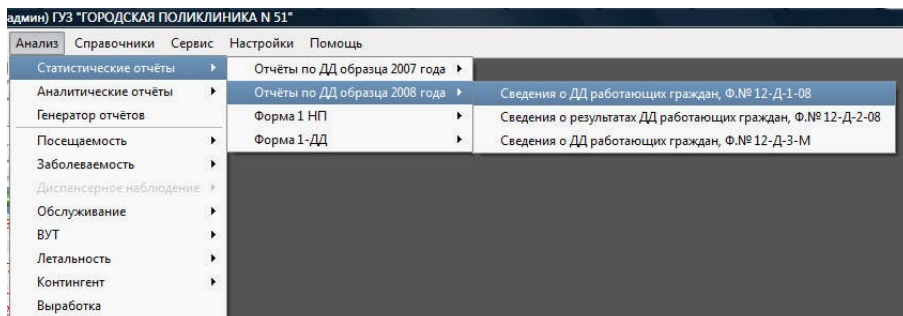 админ) ГУЗ "ГОРОДСКАЯ ПОЛИКЛИНИКА N 51"
Анализ Справочники Сервис Настройки Помощь
Статистические отчёты
Аналитические отчёты
Генератор отчётов
Посещаемость
Заболеваемость
Диспансерное наблюдение
Обслуживание
ВУТ
Летальность
Контингент
Выработка
Отчёты по ДД образца 2007 года
Отчёты по ДД образца 2008 года
Форма 1 НП
Форма 1-ДД
Сведения о ДД работающих граждан, Ф.№ 12-Д-1-08
Сведения о результатах ДД работающих граждан, Ф.№ 12-Д-2-08
Сведения о ДД работающих граждан, Ф.№ 12-Д-3-М